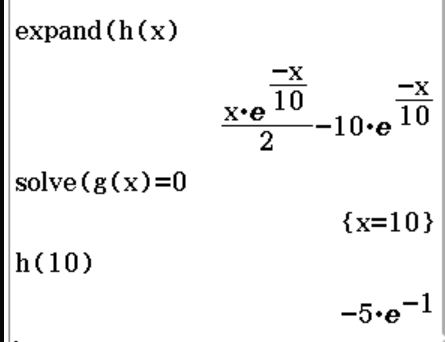 expand(h(x)
x·e^(-x/10)/2-10·e^(-x/10)
solve(g(x)=0
{x=10}
h(10)
-5·e^-1